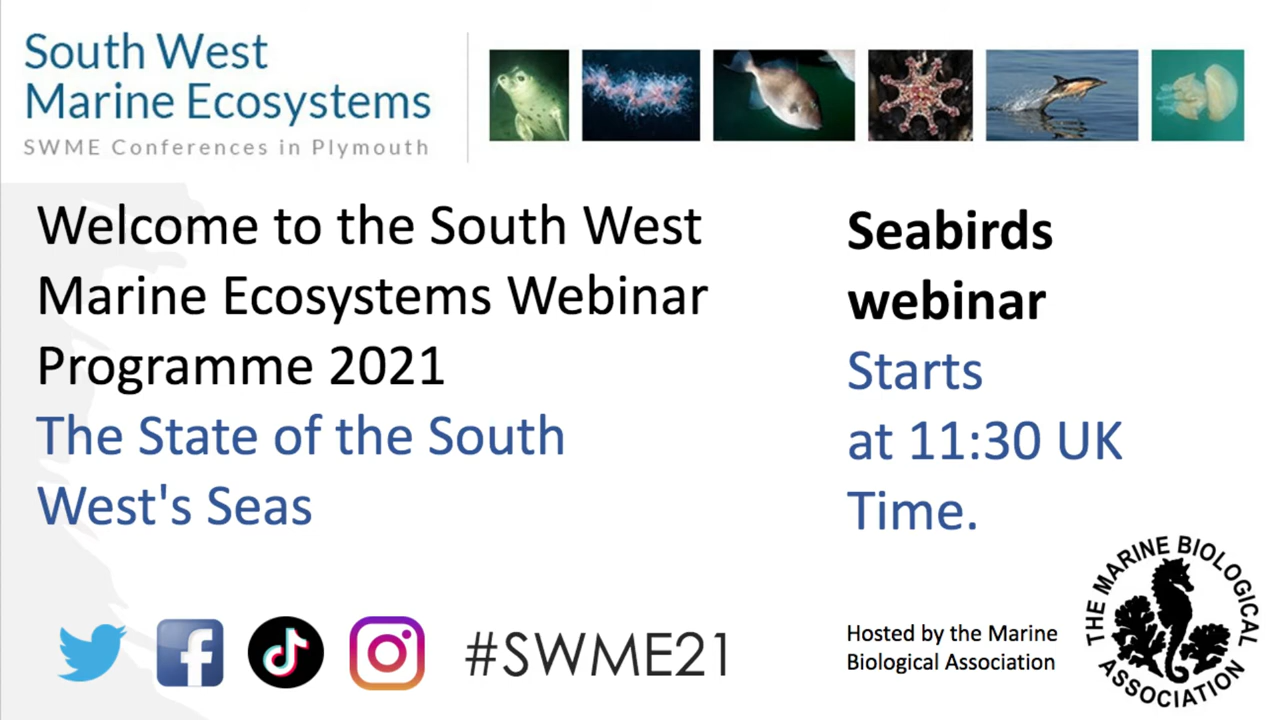 South West
Marine Ecosystems
SWME Conferences in Plymouth
Welcome to the South West
Marine Ecosystems Webinar
Programme 2021
The State of the South
West's Seas
Seabirds
webinar
Starts
at 11:30 UK
Time.
#SWME21
Hosted by the Marine
Biological Association
THE MARINE BIOLOGICAL
ASSOCIATION